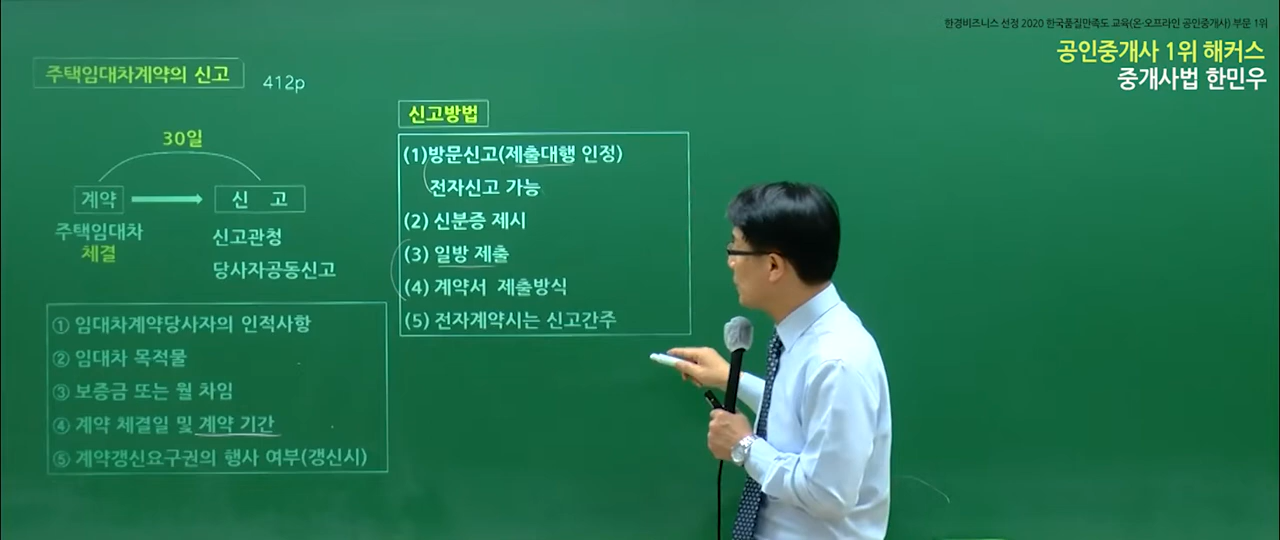 한경비즈니스 선정 2020 한국품질만족도 교육(온·오프라인 공인중개사) 부문 1위
공인중개사 1위 해커스
중개사법 한민우
주택임대차계약의 신고 412p
30일
계약 신 고
주택임대차
체결
신고관청
당사자공동신고
① 임대차계약당사자의 인적사항
② 임대차 목적물
③ 보증금 또는 월 차임
④ 계약 체결일 및 계약 기간
⑤ 계약갱신요구권의 행사 여부(갱신시)
신고방법
(1)방문신고(제출대행 인정)
전자신고 가능
(2) 신분증 제시
(3) 일방 제출
(4) 계약서 제출방식
(5) 전자계약시는 신고간주